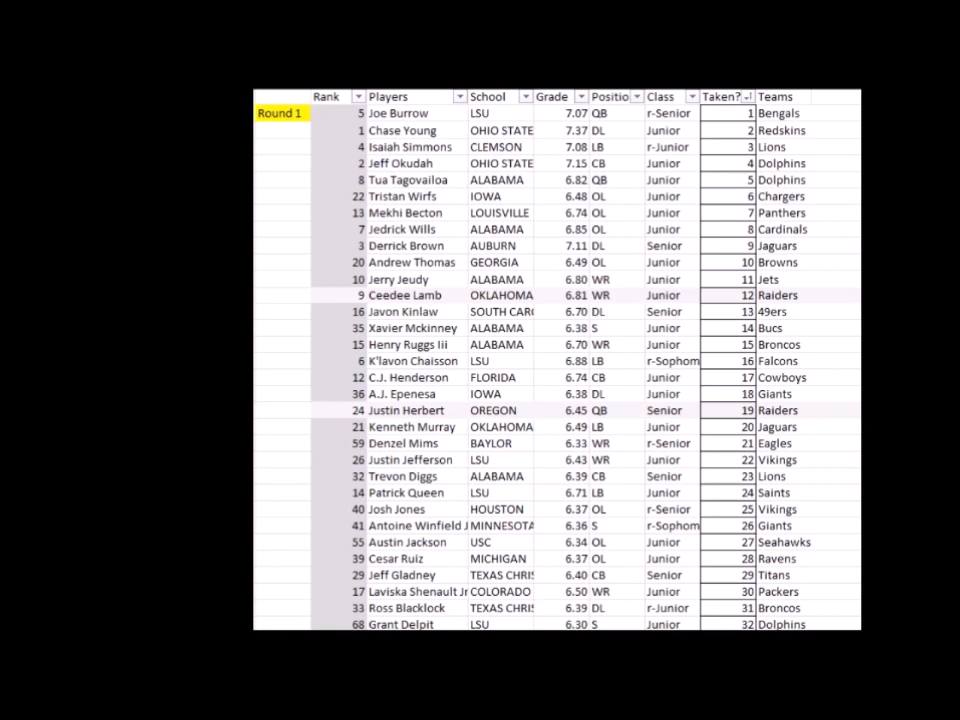 Rank Players School Grade Positio Class Taken? Teams
Round 1 5 Joe Burrow LSU 7.07 QB r-Senior 1 Bengals
1 Chase Young OHIO STATE 7.37 DL Junior 2 Redskins
4 Isaiah Simmons CLEMSON 7.08 LB r-Junior 3 Lions
2 Jeff Okudah OHIO STATE 7.15 CB Junior 4 Dolphins
8 Tua Tagovailoa ALABAMA 6.82 QB Junior 5 Dolphins
22 Tristan Wirfs IOWA 6.48 OL Junior 6 Chargers
13 Mekhi Becton LOUISVILLE 6.74 OL Junior 7 Panthers
7 Jedrick Wills ALABAMA 6.85 OL Junior 8 Cardinals
3 Derrick Brown AUBURN 7.11 DL Senior 9 Jaguars
20 Andrew Thomas GEORGIA 6.49 OL Junior 10 Browns
10 Jerry Jeudy ALABAMA 6.80 WR Junior 11 Jets
9 Ceedee Lamb OKLAHOMA 6.81 WR Junior 12 Raiders
16 Javon Kinlaw SOUTH CAR 6.70 DL Senior 13 49ers
35 Xavier Mckinney ALABAMA 6.38 S Junior 14 Bucs
15 Henry Ruggs Iii ALABAMA 6.70 WR Junior 15 Broncos
6 K'lavon Chaisson LSU 6.88 LB r-Sophom 16 Falcons
12 C.J. Henderson FLORIDA 6.74 CB Junior 17 Cowboys
36 A.J. Epenesa IOWA 6.38 DL Junior 18 Giants
24 Justin Herbert OREGON 6.45 QB Senior 19 Raiders
21 Kenneth Murray OKLAHOMA 6.49 LB Junior 20 Jaguars
59 Denzel Mims BAYLOR 6.33 WR r-Senior 21 Eagles
26 Justin Jefferson LSU 6.43 WR Junior 22 Vikings
32 Trevon Diggs ALABAMA 6.39 CB Senior 23 Lions
14 Patrick Queen LSU 6.71 LB Junior 24 Saints
40 Josh Jones HOUSTON 6.37 OL r-Senior 25 Vikings
41 Antoine Winfield J MINNESOTA 6.36 S r-Sophom 26 Giants
55 Austin Jackson USC 6.34 OL Junior 27 Seahawks
39 Cesar Ruiz MICHIGAN 6.37 OL Junior 28 Ravens
29 Jeff Gladney TEXAS CHRIS 6.40 CB Senior 29 Titans
17 Laviska Shenault Jr COLORADO 6.50 WR Junior 30 Packers
33 Ross Blacklock TEXAS CHRIS 6.39 DL r-Junior 31 Broncos
68 Grant Delpit LSU 6.30 S Junior 32 Dolphins